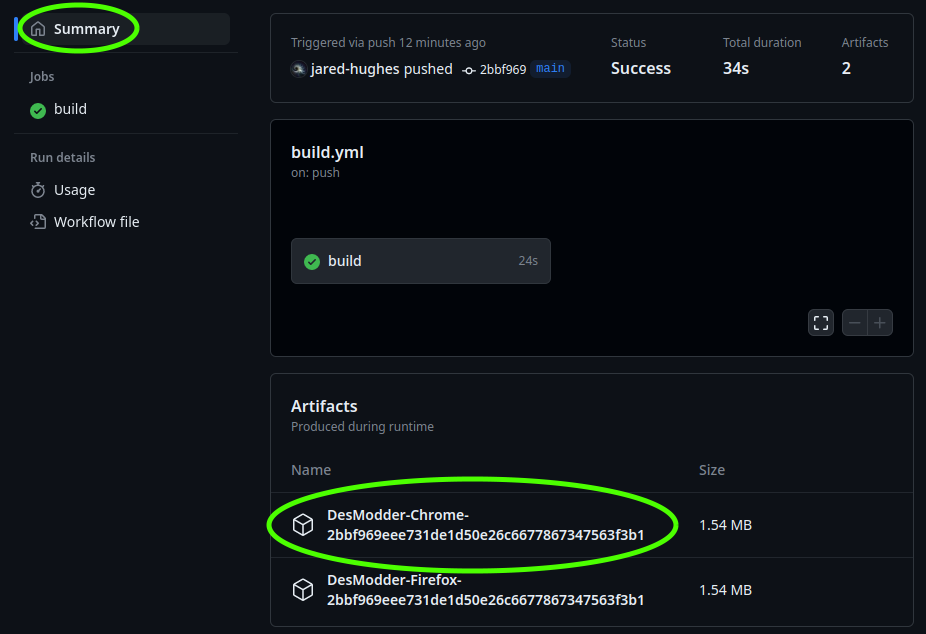 Summary
Jobs
build
Run details
Usage
Workflow file
Triggered via push 12 minutes ago
jared-hughes pushed 2bbf969 main
Status
Success
Total duration
34s
Artifacts
2
build.yml
on: push
build 24s
Artifacts
Produced during runtime
Name Size
DesModder-Chrome-
2bbf969eee731de1d50e26c6677867347563f3b1 1.54 MB
DesModder-Firefox-
2bbf969eee731de1d50e26c6677867347563f3b1 1.54 MB